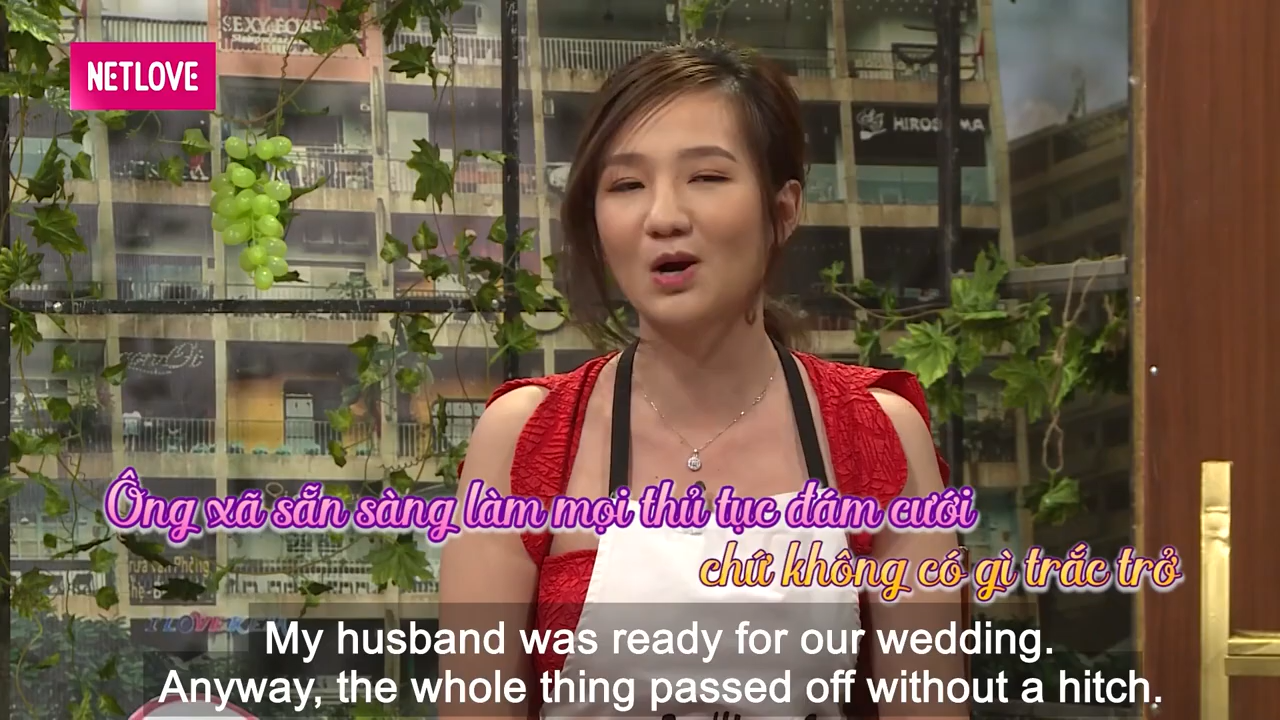 SEXY FORE
NETLOVE
HIROSHIMA
Ông xã sẵn sàng làm mọi thủ tục đám cưới
chứ không có gì trắc trở
My husband was ready for our wedding.
Anyway, the whole thing passed off without a hitch.